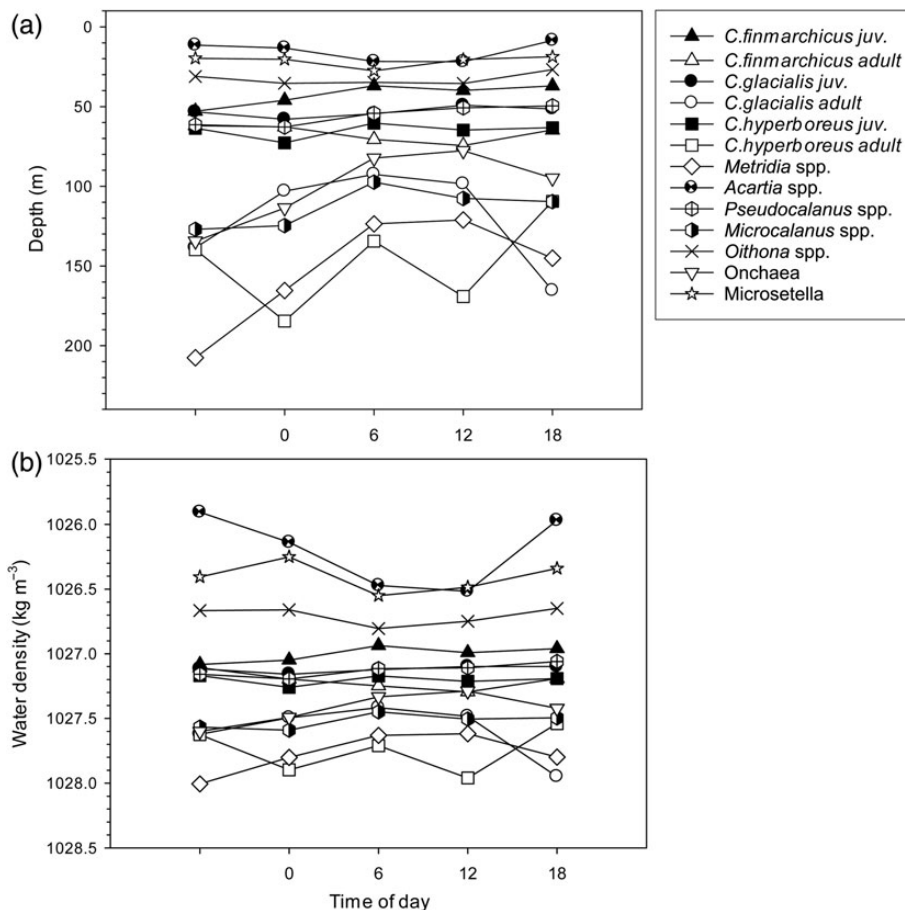 (a)
0
50
100
150
200
Depth (m)
0 6 12 18
C.finmarchicus juv.
C.finmarchicus adult
C.glacialis juv.
C.glacialis adult
C.hyperboreus juv.
C.hyperboreus adult
Metridia spp.
Acartia spp.
Pseudocalanus spp.
Microcalanus spp.
Oithona spp.
Onchaea
Microsetella
(b)
1025.5
1026.0
1026.5
1027.0
1027.5
1028.0
1028.5
Water density (kg m⁻³)
0 6 12 18
Time of day